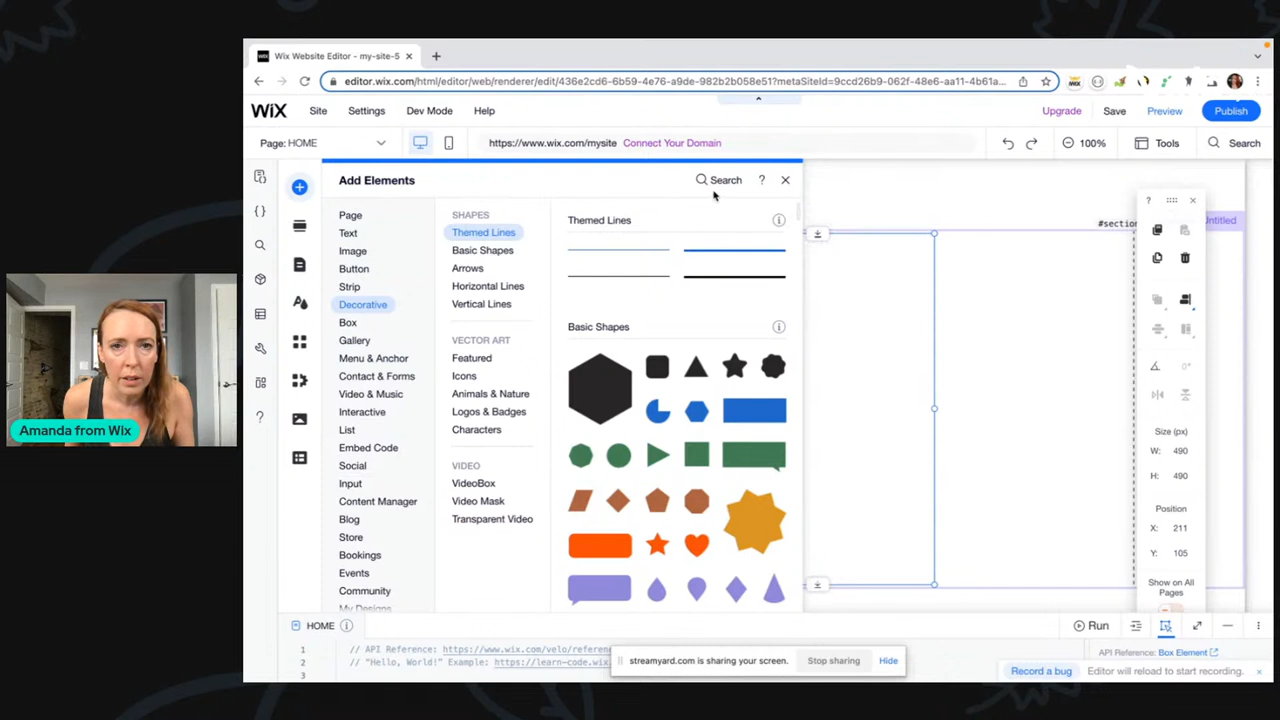 Wix Website Editor - my-site-5
editor.wix.com/html/editor/web/renderer/edit/436e2cd6-6b59-4e76-a9de-982b2b058e51?metaSiteId=9ccd26b9-062f-48e6-aa11-4b61a...
WiX Site Settings Dev Mode Help Upgrade Save Preview Publish
Page: HOME https://www.wix.com/mysite Connect Your Domain 100% Tools Search
Add Elements Search ?
Page
Text
Image
Button
Strip
Decorative
Box
Gallery
Menu & Anchor
Contact & Forms
Video & Music
Interactive
List
Embed Code
Social
Input
Content Manager
Blog
Store
Bookings
Events
Community
My Designs
SHAPES
Themed Lines
Basic Shapes
Arrows
Horizontal Lines
Vertical Lines
VECTOR ART
Featured
Icons
Animals & Nature
Logos & Badges
Characters
VIDEO
VideoBox
Video Mask
Transparent Video
Themed Lines
Basic Shapes
#section
Untitled
?
0°
Size (px)
W: 490
H: 490
Position
X: 211
Y: 105
Show on All
Pages
Amanda from Wix
HOME Run
1 // API Reference: https://www.wix.com/velo/reference
2 // "Hello, World!" Example: https://learn-code.wix.
3
API Reference: Box Element
streamyard.com is sharing your screen. Stop sharing Hide
Record a bug Editor will reload to start recording.